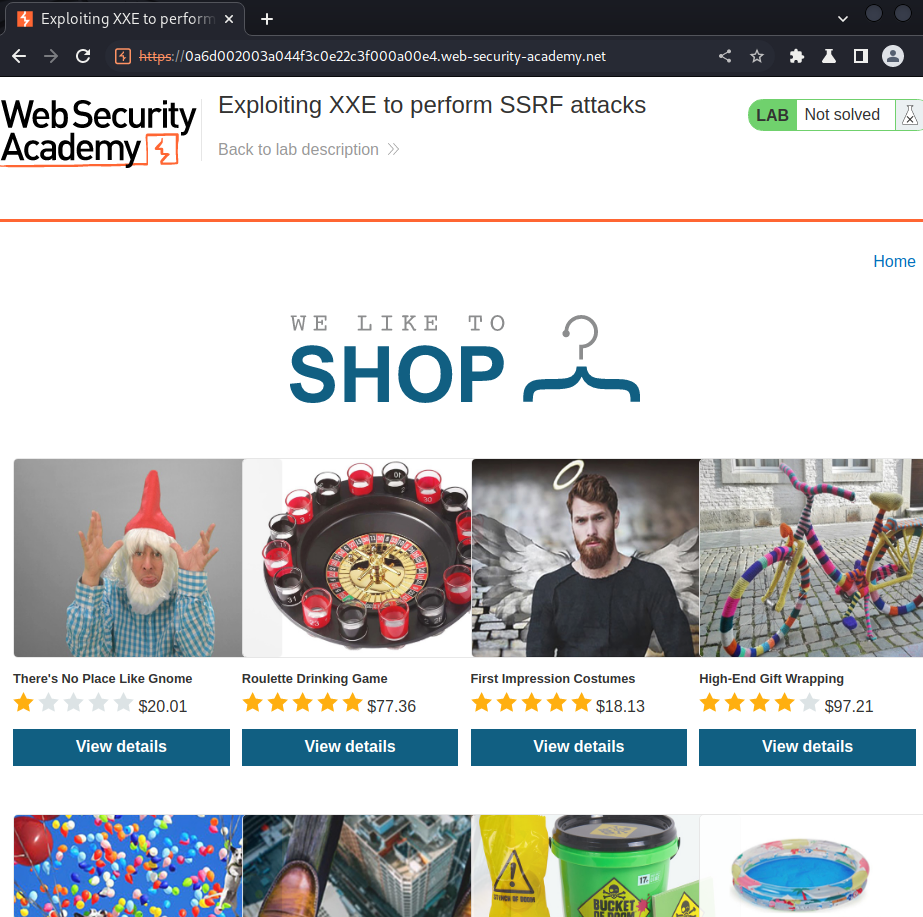 Exploiting XXE to perform
https://0a6d002003a044f3c0e22c3f000a00e4.web-security-academy.net
Web Security
Academy
Exploiting XXE to perform SSRF attacks
Back to lab description
LAB Not solved
Home
WE LIKE TO
SHOP
There's No Place Like Gnome
$20.01
View details
Roulette Drinking Game
$77.36
View details
First Impression Costumes
$18.13
View details
High-End Gift Wrapping
$97.21
View details
BUCKET
OF DOOM